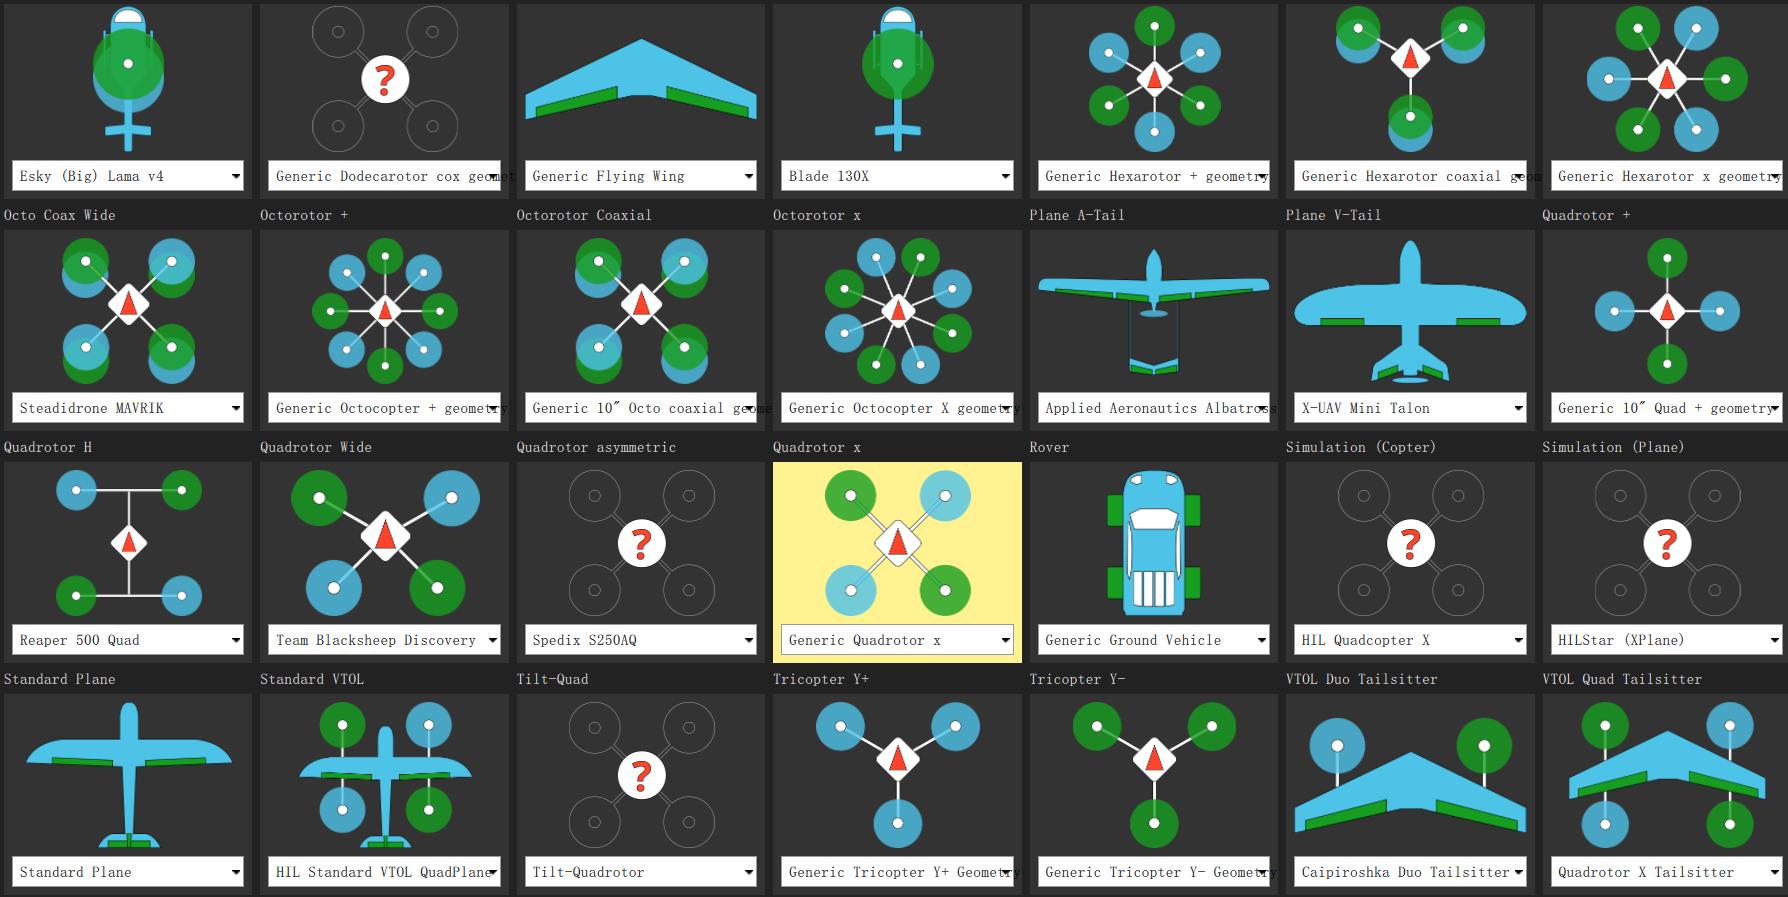 ? 
Esky (Big) Lama v4
Generic Dodecarotor cox geomet
Generic Flying Wing
Blade 130X
Generic Hexarotor + geometry
Generic Hexarotor coaxial geom
Generic Hexarotor x geometry
Octo Coax Wide
Octorotor +
Octorotor Coaxial
Octorotor x
Plane A-Tail
Plane V-Tail
Quadrotor +
Steadidrone MAVRIK
Generic Octocopter + geometry
Generic 10″ Octo coaxial geome
Generic Octocopter X geometry
Applied Aeronautics Albatross
X-UAV Mini Talon
Generic 10″ Quad + geometry
Quadrotor H
Quadrotor Wide
Quadrotor asymmetric
Quadrotor x
Rover
Simulation (Copter)
Simulation (Plane)
?
?
?
Reaper 500 Quad
Team Blacksheep Discovery
Spedix S250AQ
Generic Quadrotor x
Generic Ground Vehicle
HIL Quadcopter X
HILStar (XPlane)
Standard Plane
Standard VTOL
Tilt-Quad
Tricopter Y+
Tricopter Y-
VTOL Duo Tailsitter
VTOL Quad Tailsitter
?
Standard Plane
HIL Standard VTOL QuadPlane
Tilt-Quadrotor
Generic Tricopter Y+ Geometry
Generic Tricopter Y- Geometry
Caipiroshka Duo Tailsitter
Quadrotor X Tailsitter